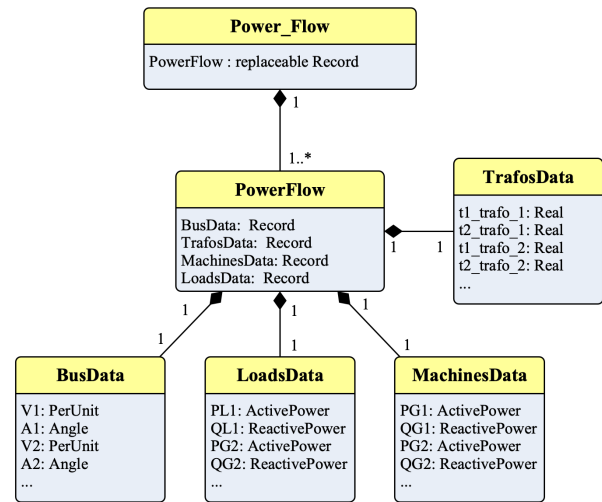 Power_Flow
PowerFlow : replaceable Record
1
1..*
PowerFlow
BusData:  Record
TrafosData:  Record
MachinesData: Record
LoadsData:  Record
1
1
TrafosData
t1_trafo_1: Real
t2_trafo_1: Real
t1_trafo_2: Real
t2_trafo_2: Real
...
1
1
1
1
1
1
BusData
V1: PerUnit
A1: Angle
V2: PerUnit
A2: Angle
...
LoadsData
PL1: ActivePower
QL1: ReactivePower
PG2: ActivePower
QG2: ReactivePower
...
MachinesData
PG1: ActivePower
QG1: ReactivePower
PG2: ActivePower
QG2: ReactivePower
...